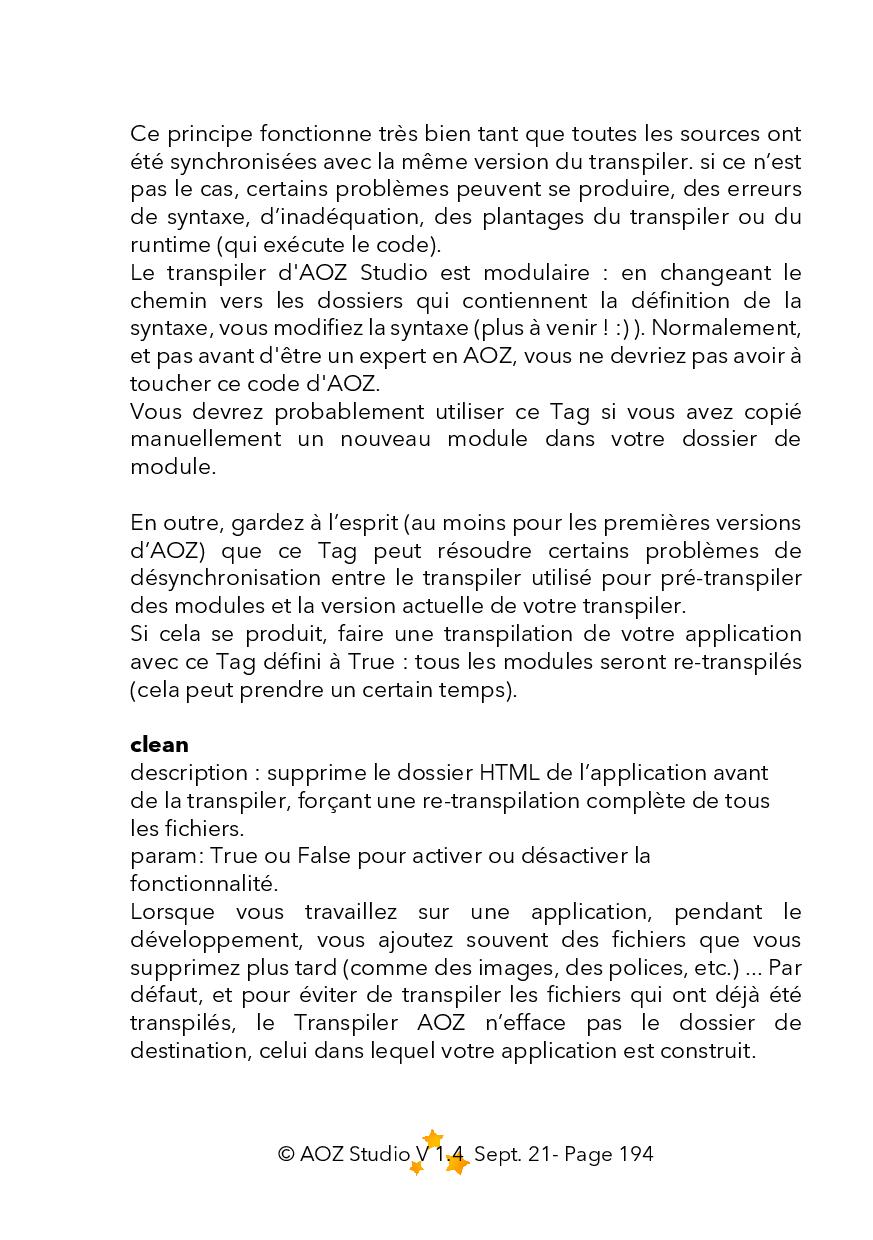 Ce principe fonctionne très bien tant que toutes les sources ont
été synchronisées avec la même version du transpiler. si ce n’est
pas le cas, certains problèmes peuvent se produire, des erreurs
de syntaxe, d’inadéquation, des plantages du transpiler ou du
runtime (qui exécute le code).
Le transpiler d'AOZ Studio est modulaire : en changeant le
chemin vers les dossiers qui contiennent la définition de la
syntaxe, vous modifiez la syntaxe (plus à venir ! :) ). Normalement,
et pas avant d'être un expert en AOZ, vous ne devriez pas avoir à
toucher ce code d'AOZ.
Vous devrez probablement utiliser ce Tag si vous avez copié
manuellement un nouveau module dans votre dossier de
module.
En outre, gardez à l’esprit (au moins pour les premières versions
d’AOZ) que ce Tag peut résoudre certains problèmes de
désynchronisation entre le transpiler utilisé pour pré-transpiler
des modules et la version actuelle de votre transpiler.
Si cela se produit, faire une transpilation de votre application
avec ce Tag défini à True : tous les modules seront re-transpilés
(cela peut prendre un certain temps).
clean
description : supprime le dossier HTML de l’application avant
de la transpiler, forçant une re-transpilation complète de tous
les fichiers.
param: True ou False pour activer ou désactiver la
fonctionnalité.
Lorsque vous travaillez sur une application, pendant le
développement, vous ajoutez souvent des fichiers que vous
supprimez plus tard (comme des images, des polices, etc.) ... Par
défaut, et pour éviter de transpiler les fichiers qui ont déjà été
transpilés, le Transpiler AOZ n’efface pas le dossier de
destination, celui dans lequel votre application est construit.
© AOZ Studio V 1.4 Sept. 21- Page 194